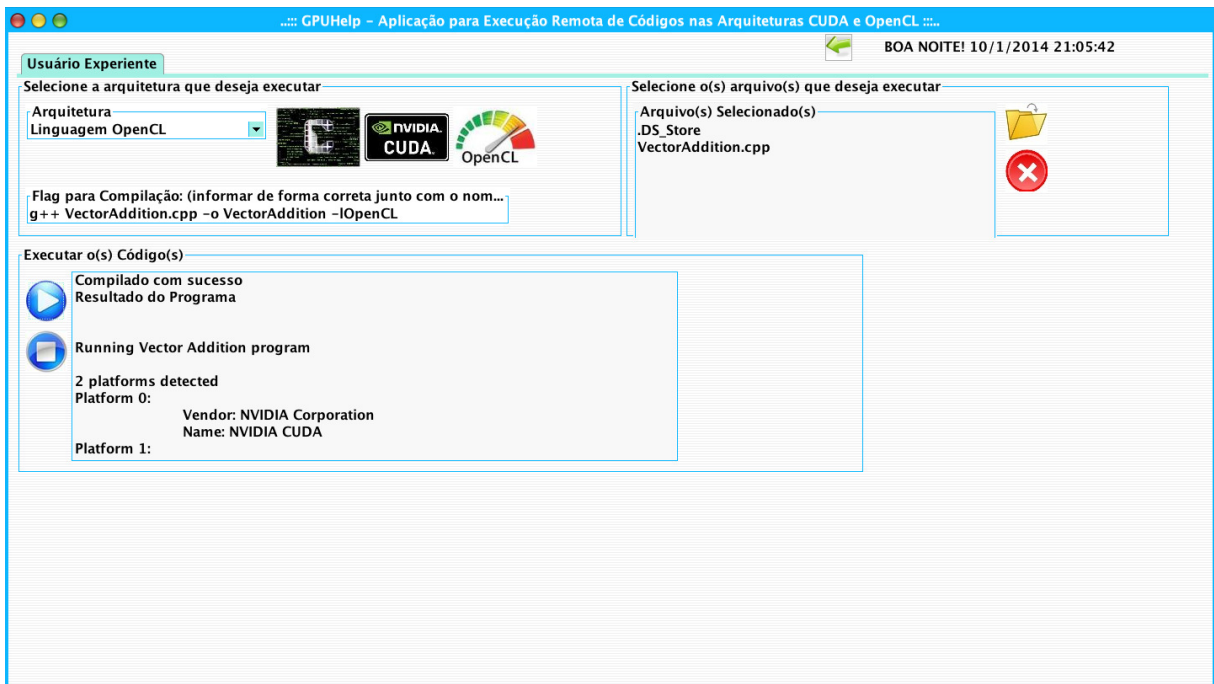 ..::: GPUHelp – Aplicação para Execução Remota de Códigos nas Arquiteturas CUDA e OpenCL :::..
BOA NOITE! 10/1/2014 21:05:42
Usuário Experiente
Selecione a arquitetura que deseja executar
Arquitetura
Linguagem OpenCL
NVIDIA.
CUDA.
OpenCL
Flag para Compilação: (informar de forma correta junto com o nom...
g++ VectorAddition.cpp -o VectorAddition -lOpenCL
Selecione o(s) arquivo(s) que deseja executar
Arquivo(s) Selecionado(s)
.DS_Store
VectorAddition.cpp
Executar o(s) Código(s)
Compilado com sucesso
Resultado do Programa
Running Vector Addition program
2 platforms detected
Platform 0:
Vendor: NVIDIA Corporation
Name: NVIDIA CUDA
Platform 1: